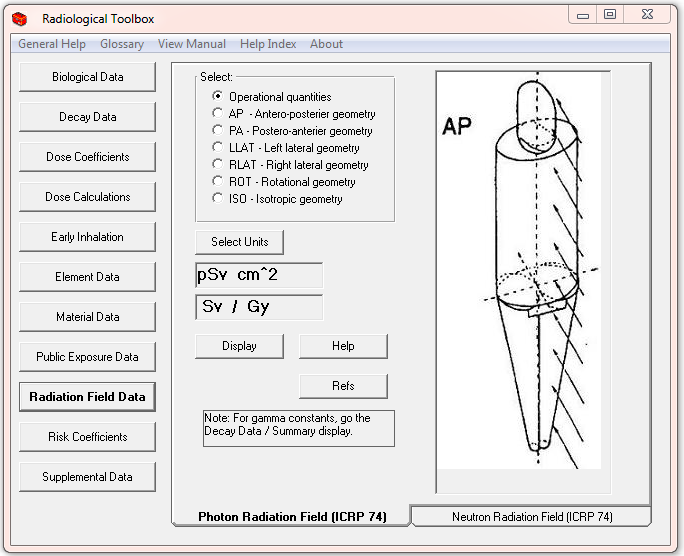 Radiological Toolbox
General Help Glossary View Manual Help Index About
Biological Data
Decay Data
Dose Coefficients
Dose Calculations
Early Inhalation
Element Data
Material Data
Public Exposure Data
Radiation Field Data
Risk Coefficients
Supplemental Data
Select:
Operational quantities
AP - Antero-posterier geometry
PA - Postero-anterier geometry
LLAT - Left lateral geometry
RLAT - Right lateral geometry
ROT - Rotational geometry
ISO - Isotropic geometry
Select Units
pSv cm^2
Sv / Gy
Display
Help
Refs
Note: For gamma constants, go the
Decay Data / Summary display.
AP
Photon Radiation Field (ICRP 74)
Neutron Radiation Field (ICRP 74)